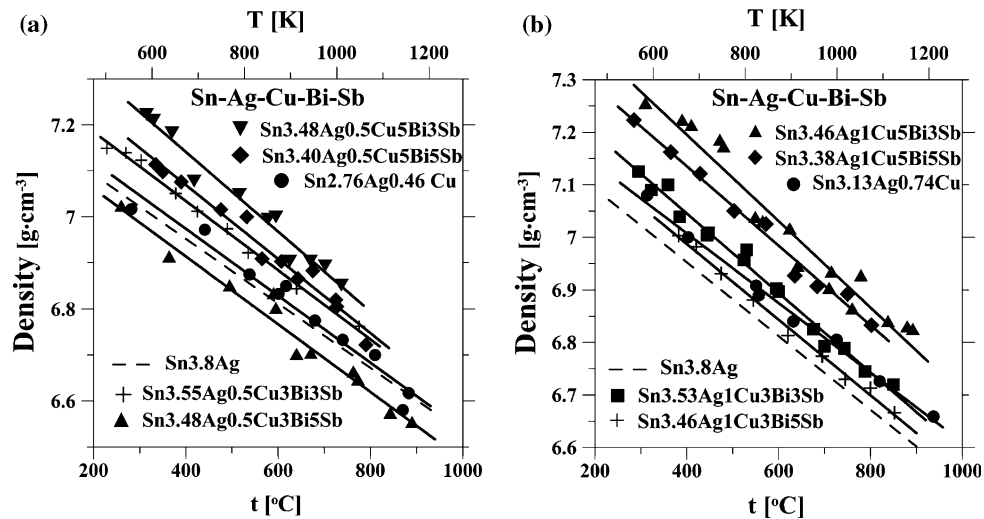 (a)
T [K]
600 800 1000 1200
Sn-Ag-Cu-Bi-Sb
Sn3.48Ag0.5Cu5Bi3Sb
Sn3.40Ag0.5Cu5Bi5Sb
Sn2.76Ag0.46 Cu
7.2
7
6.8
6.6
Density [g·cm-3]
Sn3.8Ag
Sn3.55Ag0.5Cu3Bi3Sb
Sn3.48Ag0.5Cu3Bi5Sb
200 400 600 800 1000
t [oC]
(b)
T [K]
600 800 1000 1200
Sn-Ag-Cu-Bi-Sb
Sn3.46Ag1Cu5Bi3Sb
Sn3.38Ag1Cu5Bi5Sb
Sn3.13Ag0.74Cu
7.3
7.2
7.1
7
6.9
6.8
6.7
6.6
Density [g·cm-3]
Sn3.8Ag
Sn3.53Ag1Cu3Bi3Sb
Sn3.46Ag1Cu3Bi5Sb
200 400 600 800 1000
t [oC]